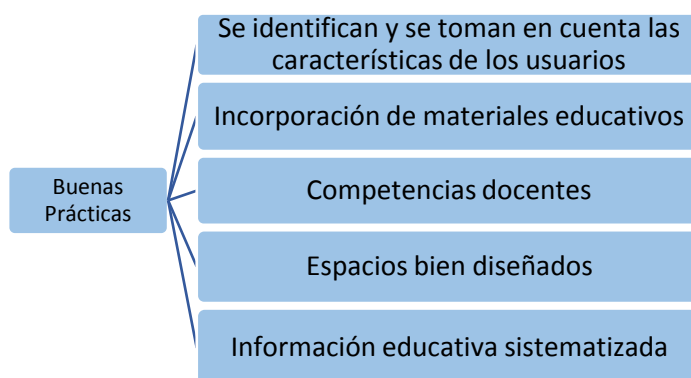 Se identifican y se toman en cuenta las
características de los usuarios
Incorporación de materiales educativos
Buenas
Prácticas
Competencias docentes
Espacios bien diseñados
Información educativa sistematizada